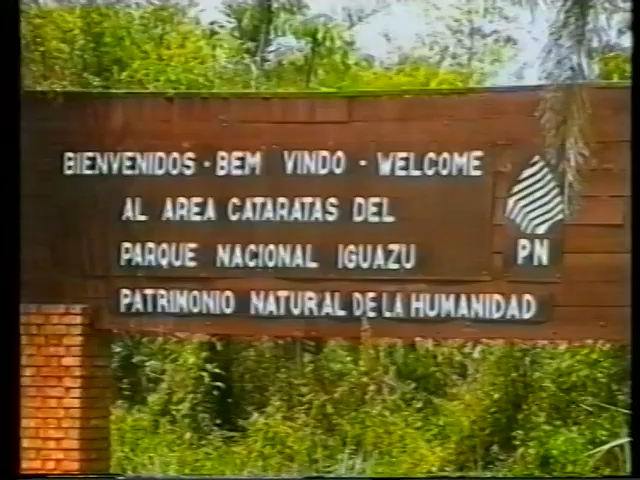 BIENVENIDOS · BEM VINDO · WELCOME
AL AREA CATARATAS DEL
PARQUE NACIONAL IGUAZU
PN
PATRIMONIO NATURAL DE LA HUMANIDAD